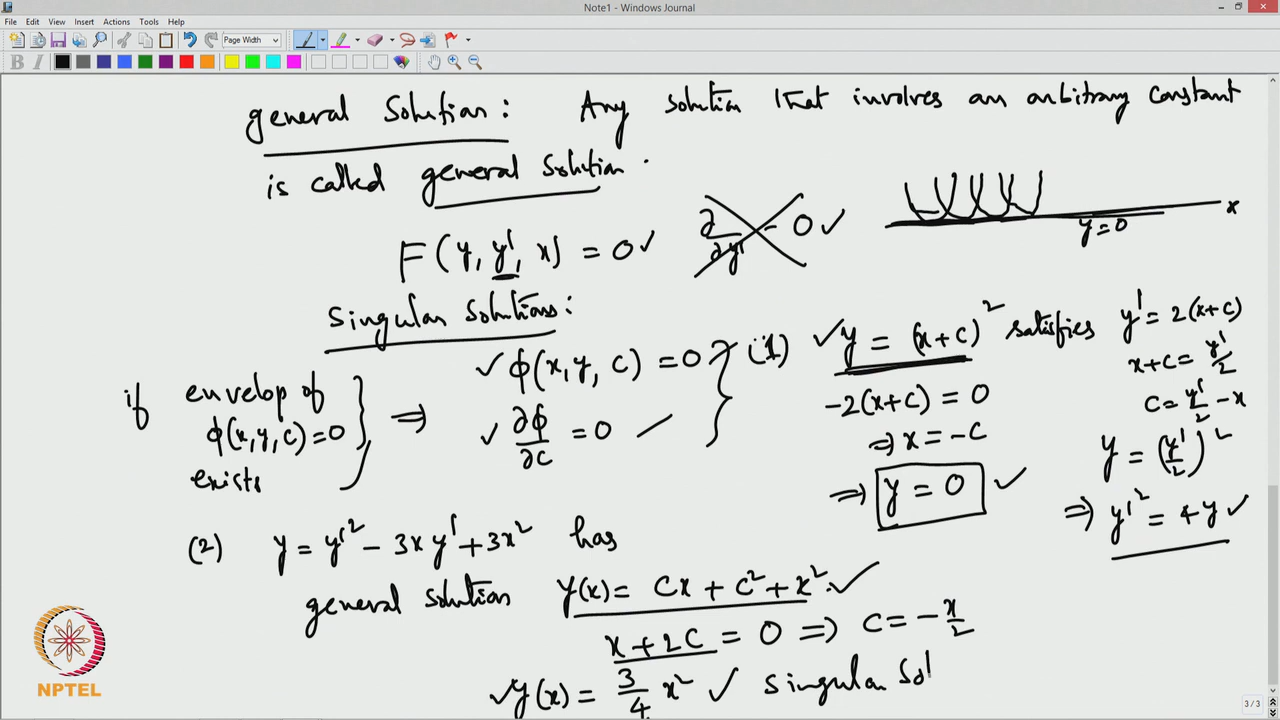 Note1 - Windows Journal
File Edit View Insert Actions Tools Help
Page Width
B I
general solution: Any solution that involves an arbitrary constant
is called general solution.
x
y=0
F(y, y', x) = 0 ✓ ∂/∂y' = 0 ✓
Singular solutions:
if envelop of
φ(x,y,c)=0
exists
⇒
✓ φ(x, y, c) = 0
✓ ∂φ/∂c = 0
(1) ✓ y = (x+c)² satisfies
-2(x+c) = 0
⇒ x = -c
⇒ y = 0 ✓
y' = 2(x+c)
x+c = y'/2
c = y'/2 - x
y = (y'/2)²
⇒ y'² = 4y ✓
(2) y = y'² - 3x y' + 3x² has
general solution y(x) = cx + c² + x². ✓
x + 2c = 0 ⇒ c = -x/2
✓ y(x) = 3/4 x² ✓ singular sol
NPTEL
3 / 3